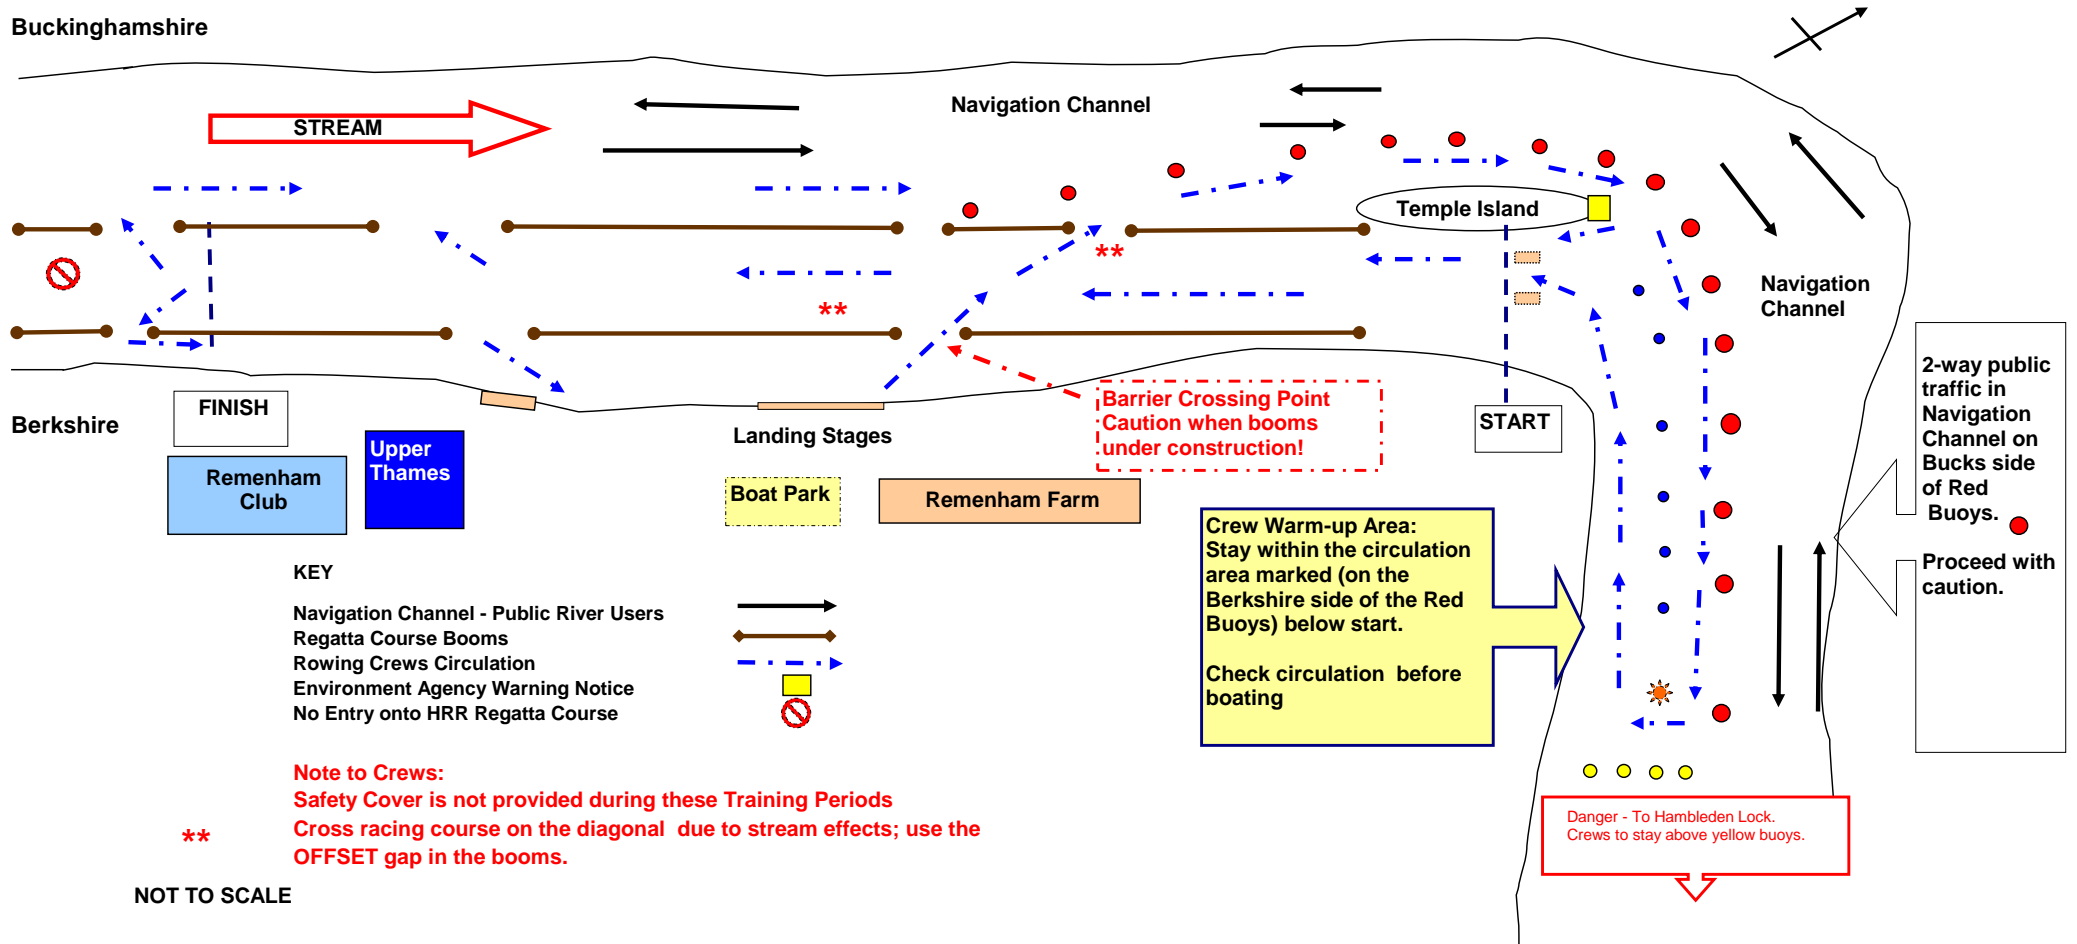 Buckinghamshire
STREAM
Navigation Channel
Temple Island
**
**
Navigation
Channel
Berkshire
FINISH
Remenham
Club
Upper
Thames
Landing Stages
Boat Park
Remenham Farm
Barrier Crossing Point
Caution when booms
under construction!
START
2-way public
traffic in
Navigation
Channel on
Bucks side
of Red
Buoys.
Proceed with
caution.
Crew Warm-up Area:
Stay within the circulation
area marked (on the
Berkshire side of the Red
Buoys) below start.
Check circulation before
boating
KEY
Navigation Channel - Public River Users
Regatta Course Booms
Rowing Crews Circulation
Environment Agency Warning Notice
No Entry onto HRR Regatta Course
Note to Crews:
Safety Cover is not provided during these Training Periods
** Cross racing course on the diagonal due to stream effects; use the
OFFSET gap in the booms.
NOT TO SCALE
Danger - To Hambleden Lock.
Crews to stay above yellow buoys.